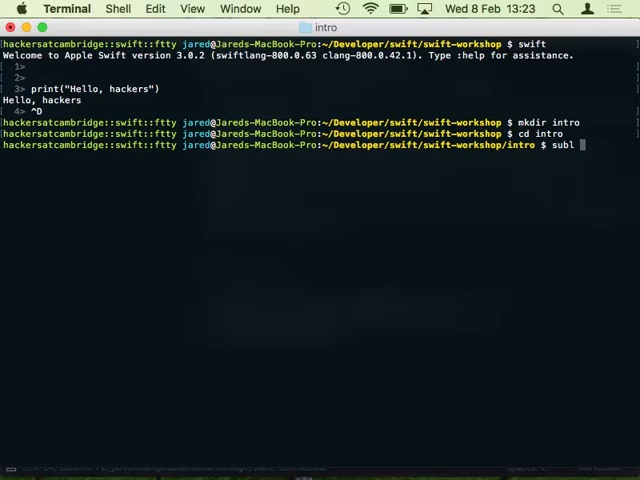 Terminal Shell Edit View Window Help Wed 8 Feb 13:23
intro
[hackersatcambridge::swift::ftty jared@Jareds-MacBook-Pro:~/Developer/swift/swift-workshop $ swift ]
Welcome to Apple Swift version 3.0.2 (swiftlang-800.0.63 clang-800.0.42.1). Type :help for assistance.
[ 1> ]
[ 2> ]
[ 3> print("Hello, hackers") ]
Hello, hackers
[ 4> ^D ]
[hackersatcambridge::swift::ftty jared@Jareds-MacBook-Pro:~/Developer/swift/swift-workshop $ mkdir intro ]
[hackersatcambridge::swift::ftty jared@Jareds-MacBook-Pro:~/Developer/swift/swift-workshop $ cd intro ]
hackersatcambridge::swift::ftty jared@Jareds-MacBook-Pro:~/Developer/swift/swift-workshop/intro $ subl